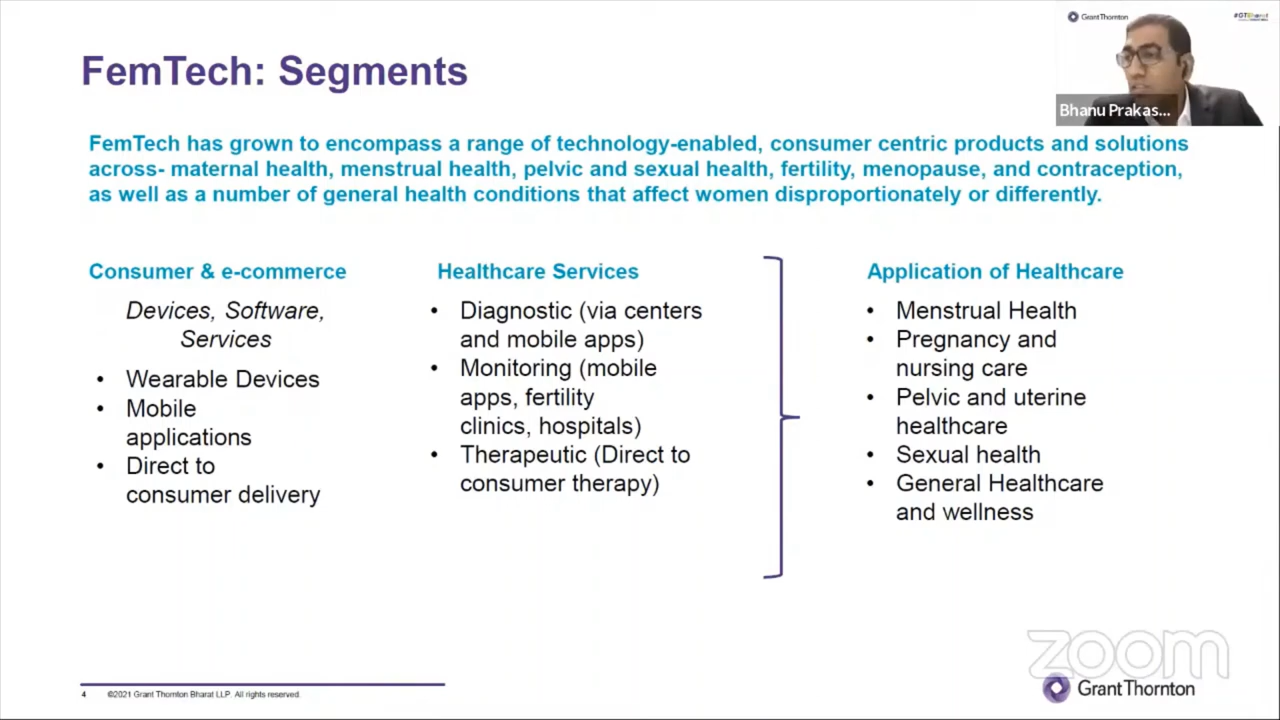 FemTech: Segments
GrantThornton
Bhanu Prakas...
FemTech has grown to encompass a range of technology-enabled, consumer centric products and solutions
across- maternal health, menstrual health, pelvic and sexual health, fertility, menopause, and contraception,
as well as a number of general health conditions that affect women disproportionately or differently.
Consumer & e-commerce
Devices, Software,
Services
• Wearable Devices
• Mobile
applications
• Direct to
consumer delivery
Healthcare Services
• Diagnostic (via centers
and mobile apps)
• Monitoring (mobile
apps, fertility
clinics, hospitals)
• Therapeutic (Direct to
consumer therapy)
Application of Healthcare
• Menstrual Health
• Pregnancy and
nursing care
• Pelvic and uterine
healthcare
• Sexual health
• General Healthcare
and wellness
zoom
4 ©2021 Grant Thornton Bharat LLP. All rights reserved.
GrantThornton